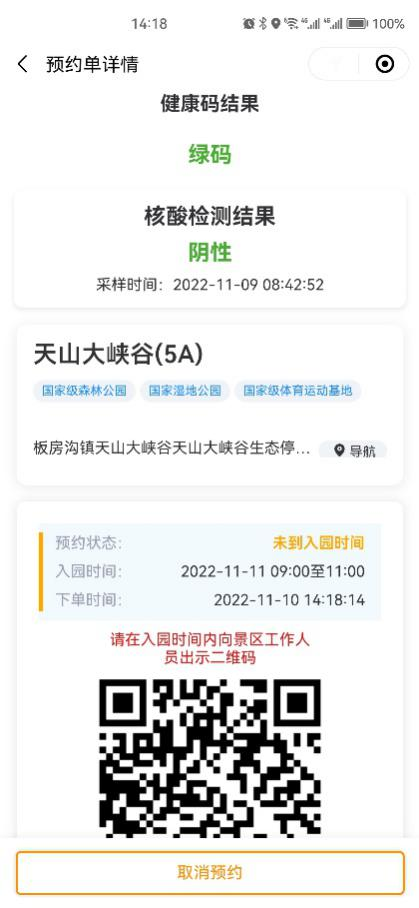 14:18
100%
预约单详情
健康码结果
绿码
核酸检测结果
阴性
采样时间：2022-11-09 08:42:52
天山大峡谷(5A)
国家级森林公园 国家湿地公园 国家级体育运动基地
板房沟镇天山大峡谷天山大峡谷生态停... 导航
预约状态: 未到入园时间
入园时间: 2022-11-11 09:00至11:00
下单时间: 2022-11-10 14:18:14
请在入园时间内向景区工作人
员出示二维码
取消预约